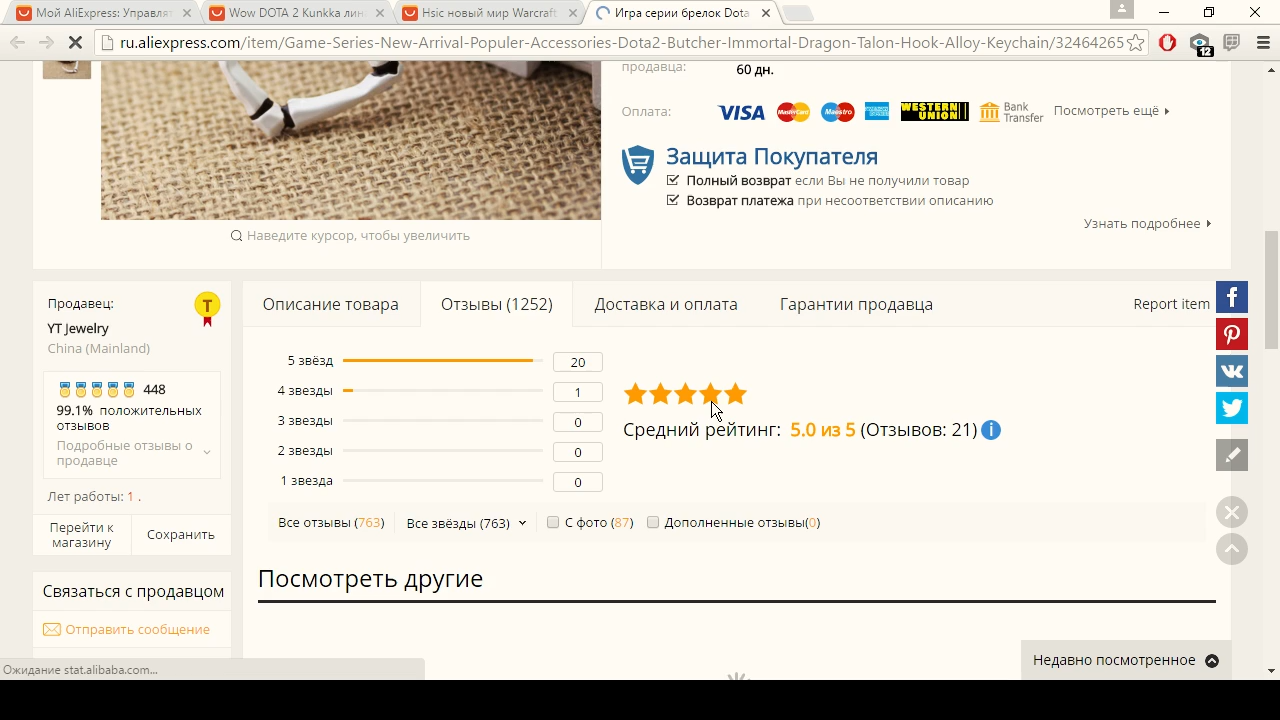 Мой AliExpress: Управлят
Wow DOTA 2 Kunkka лин
Hsic новый мир Warcraft
Игра серии брелок Dota
ru.aliexpress.com/item/Game-Series-New-Arrival-Populer-Accessories-Dota2-Butcher-Immortal-Dragon-Talon-Hook-Alloy-Keychain/32464265
12
продавца:
60 дн.
Оплата:
VISA
MasterCard
Maestro
WESTERN UNION
Bank Transfer
Посмотреть ещё
Защита Покупателя
Полный возврат если Вы не получили товар
Возврат платежа при несоответствии описанию
Узнать подробнее
Наведите курсор, чтобы увеличить
Продавец:
T
YT Jewelry
China (Mainland)
448
99.1% положительных
отзывов
Подробные отзывы о
продавце
Лет работы: 1 .
Перейти к
магазину
Сохранить
Связаться с продавцом
Отправить сообщение
Описание товара
Отзывы (1252)
Доставка и оплата
Гарантии продавца
Report item
5 звёзд 20
4 звезды 1
3 звезды 0
2 звезды 0
1 звезда 0
Средний рейтинг: 5.0 из 5 (Отзывов: 21)
Все отзывы (763)
Все звёзды (763)
С фото (87)
Дополненные отзывы(0)
Посмотреть другие
Недавно посмотренное
Ожидание stat.alibaba.com...